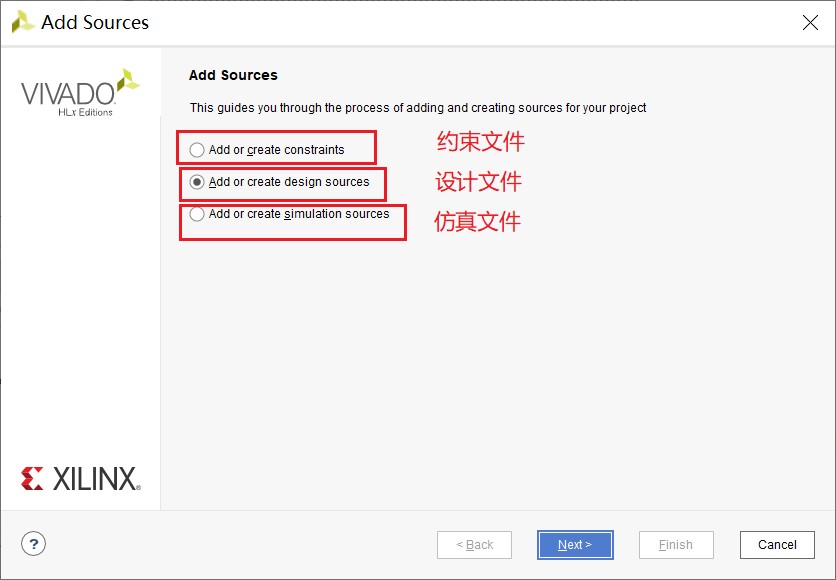 Add Sources
VIVADO
HLx Editions
Add Sources
This guides you through the process of adding and creating sources for your project
Add or create constraints 约束文件
Add or create design sources 设计文件
Add or create simulation sources 仿真文件
XILINX
?
< Back Next > Finish Cancel